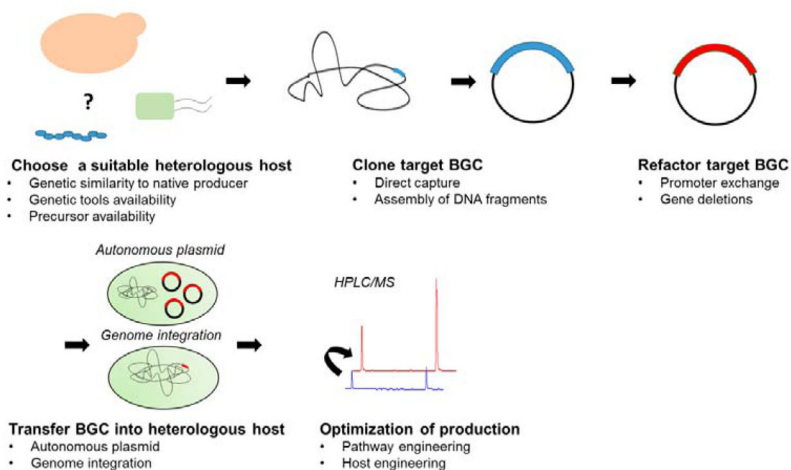 ?
Choose a suitable heterologous host
• Genetic similarity to native producer
• Genetic tools availability
• Precursor availability
Clone target BGC
• Direct capture
• Assembly of DNA fragments
Refactor target BGC
• Promoter exchange
• Gene deletions
Autonomous plasmid
Genome integration
HPLC/MS
Transfer BGC into heterologous host
• Autonomous plasmid
• Genome integration
Optimization of production
• Pathway engineering
• Host engineering